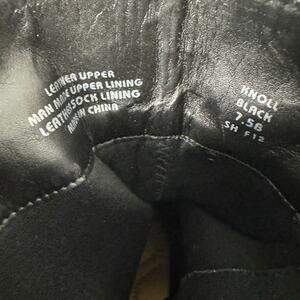 LEATHER UPPER
MAN MADE UPPER LINING
LEATHER SOCK LINING
MADE IN CHINA
KNOLL
BLACK
7.5B
SH F12